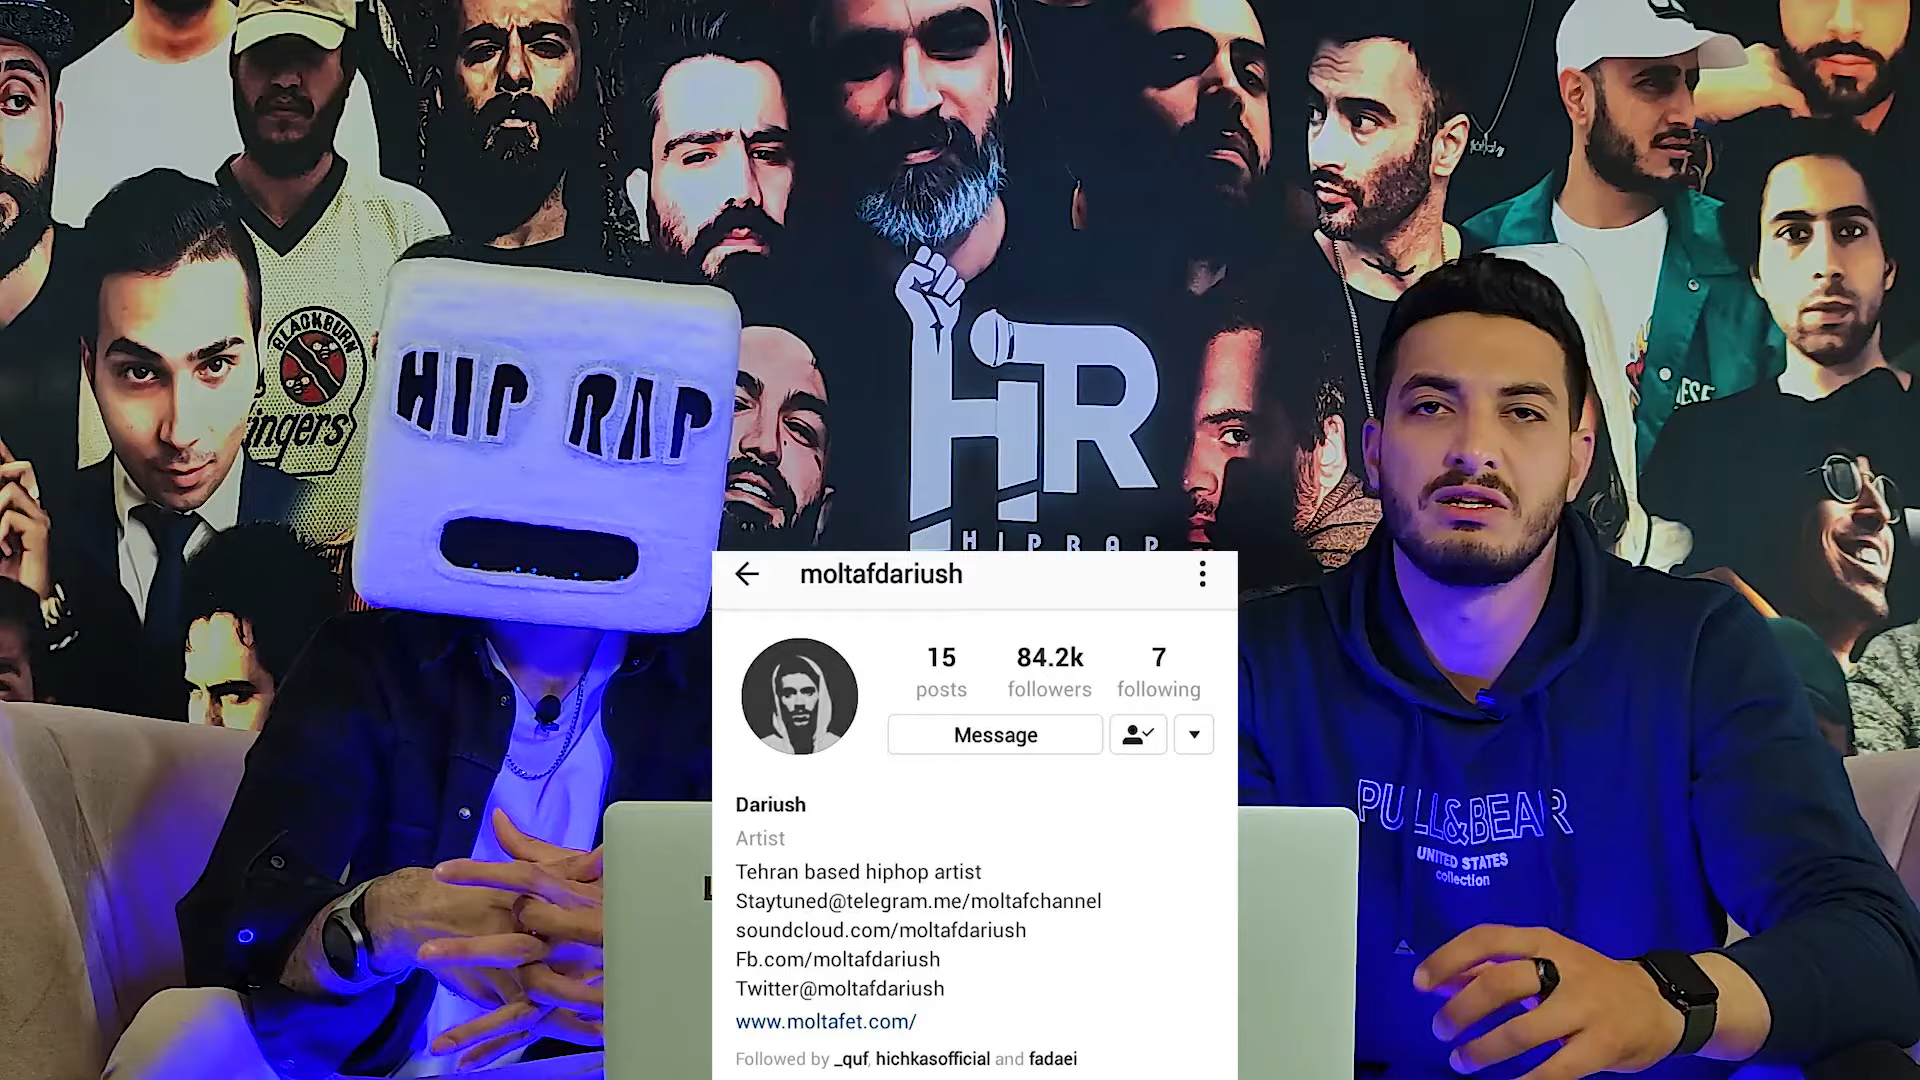 BLACKBURN
HIP RAP
HR
HIPRAP
moltafdariush
15 84.2k 7
posts followers following
Message
Dariush
Artist
Tehran based hiphop artist
Staytuned@telegram.me/moltafchannel
soundcloud.com/moltafdariush
Fb.com/moltafdariush
Twitter@moltafdariush
www.moltafet.com/
Followed by _quf, hichkasofficial and fadaei
PULL&BEAR
UNITED STATES
collection